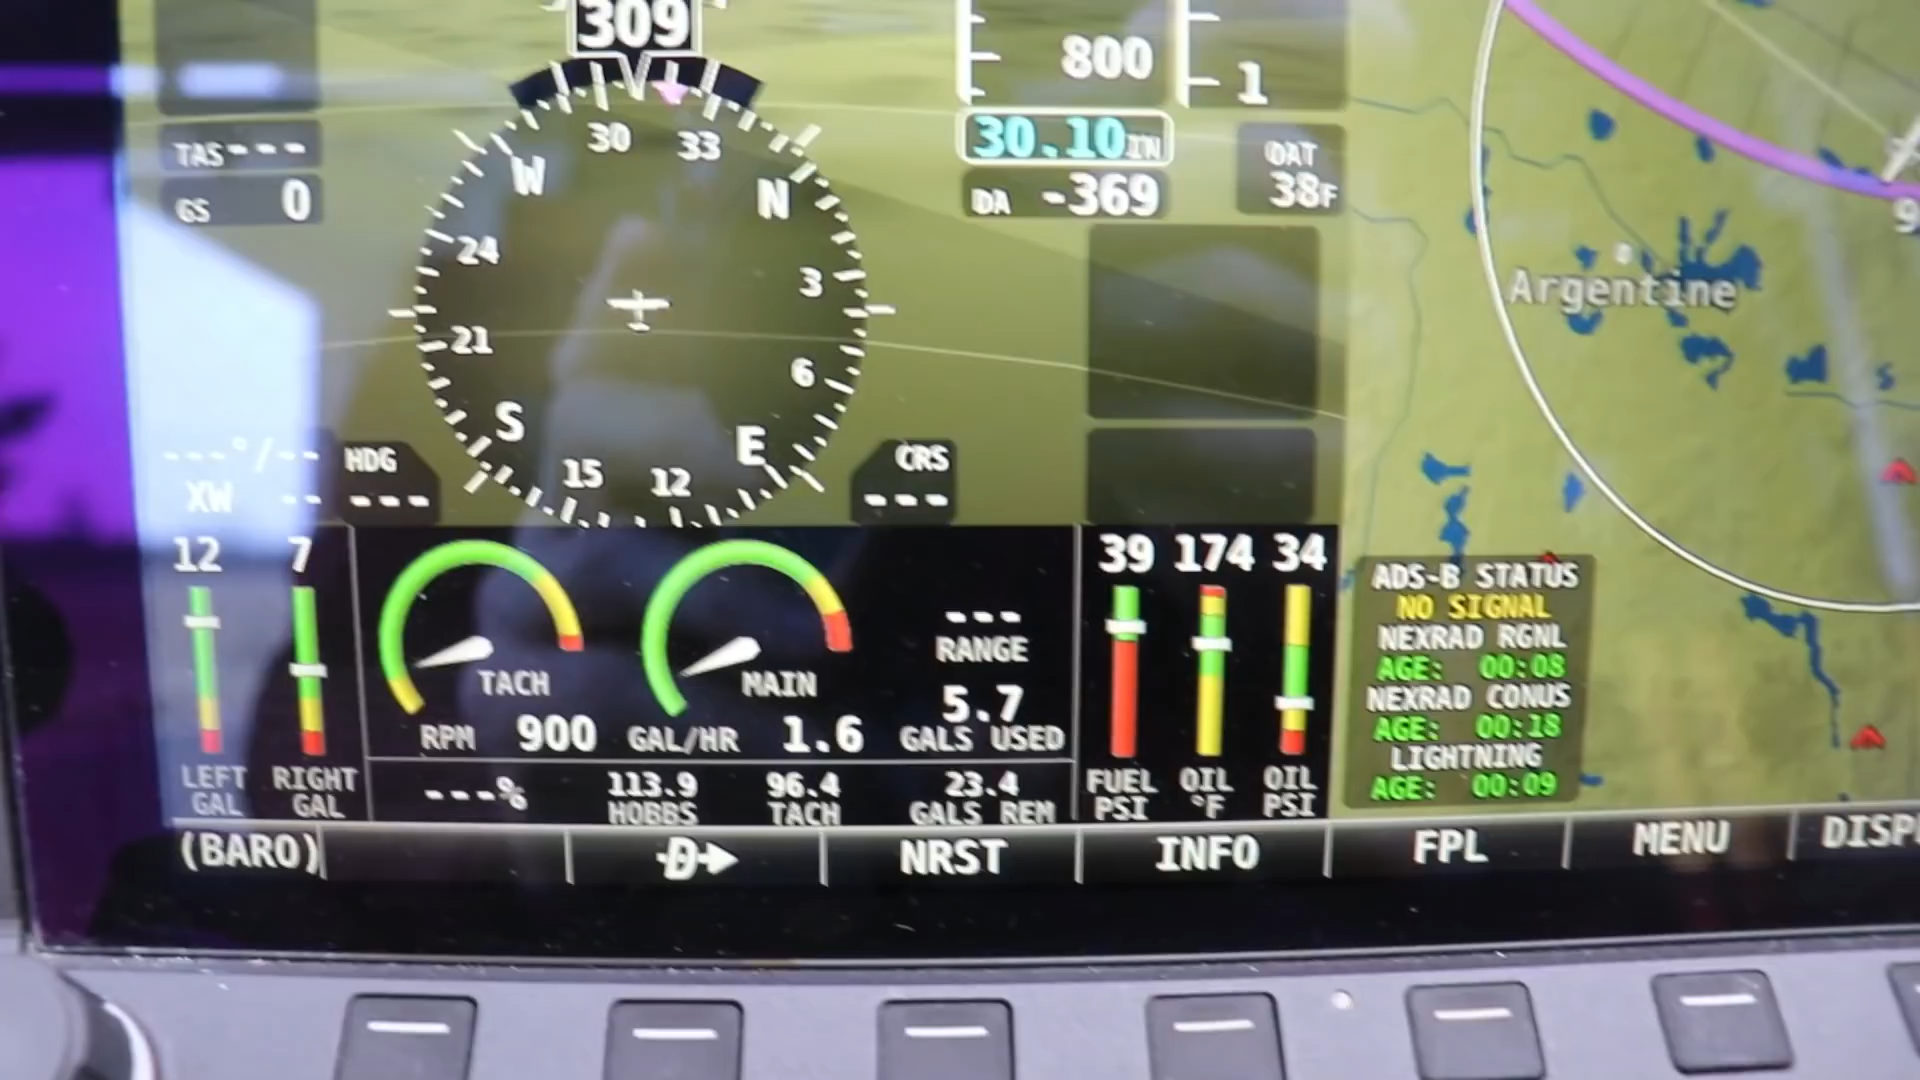 309
800
1
30.10IN
TAS---
OAT
38F
GS 0
DA -369
30 33
W N
24 3
21 6
S E
15 12
9
Argentine
S
---°/--
XW --
HDG
---
CRS
---
12 7
LEFT GAL
RIGHT GAL
TACH
RPM 900
MAIN
GAL/HR 1.6
---
RANGE
5.7
GALS USED
---%
113.9
HOBBS
96.4
TACH
23.4
GALS REM
39 174 34
FUEL PSI
OIL °F
OIL PSI
ADS-B STATUS
NO SIGNAL
NEXRAD RGNL
AGE: 00:08
NEXRAD CONUS
AGE: 00:18
LIGHTNING
AGE: 00:09
(BARO) D NRST INFO FPL MENU DISP